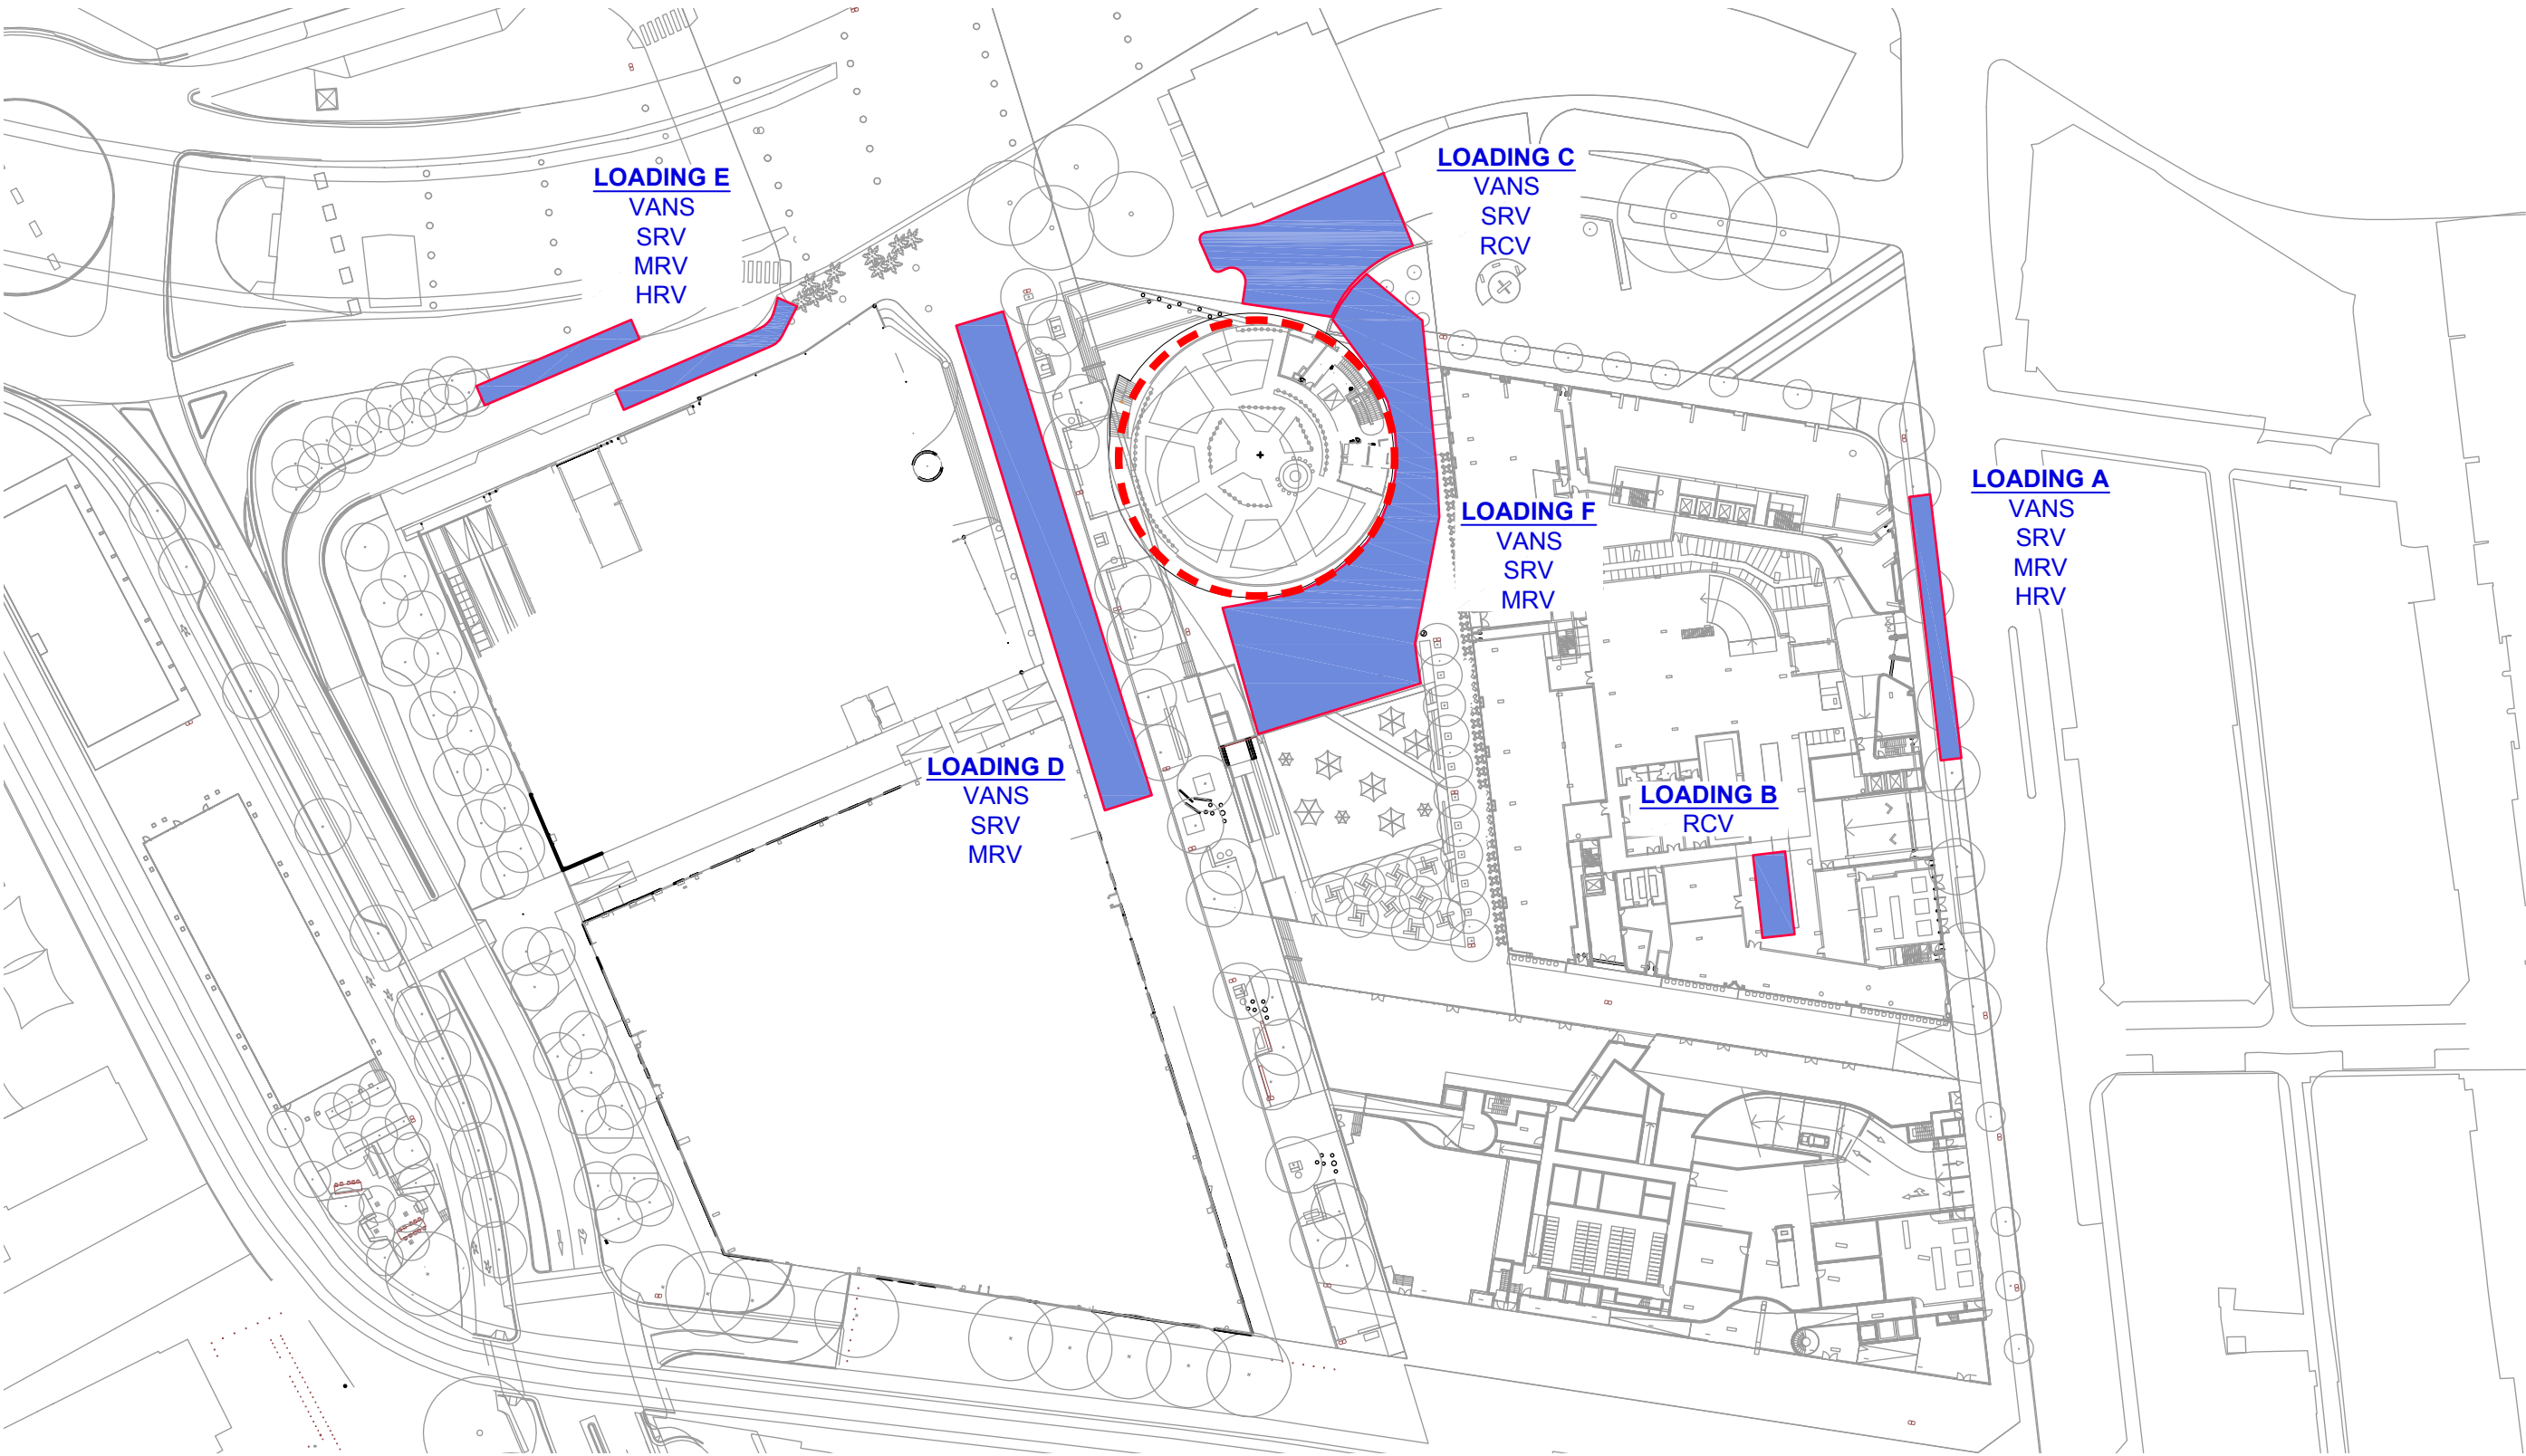 LOADING E
VANS
SRV
MRV
HRV
LOADING C
VANS
SRV
RCV
LOADING A
VANS
SRV
MRV
HRV
LOADING F
VANS
SRV
MRV
LOADING D
VANS
SRV
MRV
LOADING B
RCV